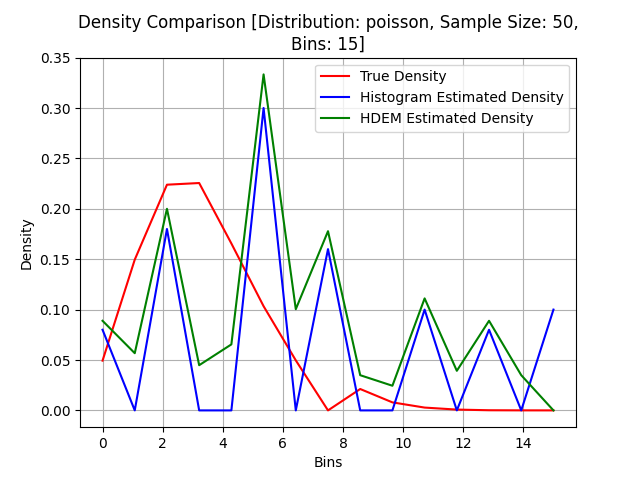 Density Comparison [Distribution: poisson, Sample Size: 50,
Bins: 15]
True Density
Histogram Estimated Density
HDEM Estimated Density
Density
0.35
0.30
0.25
0.20
0.15
0.10
0.05
0.00
0 2 4 6 8 10 12 14
Bins